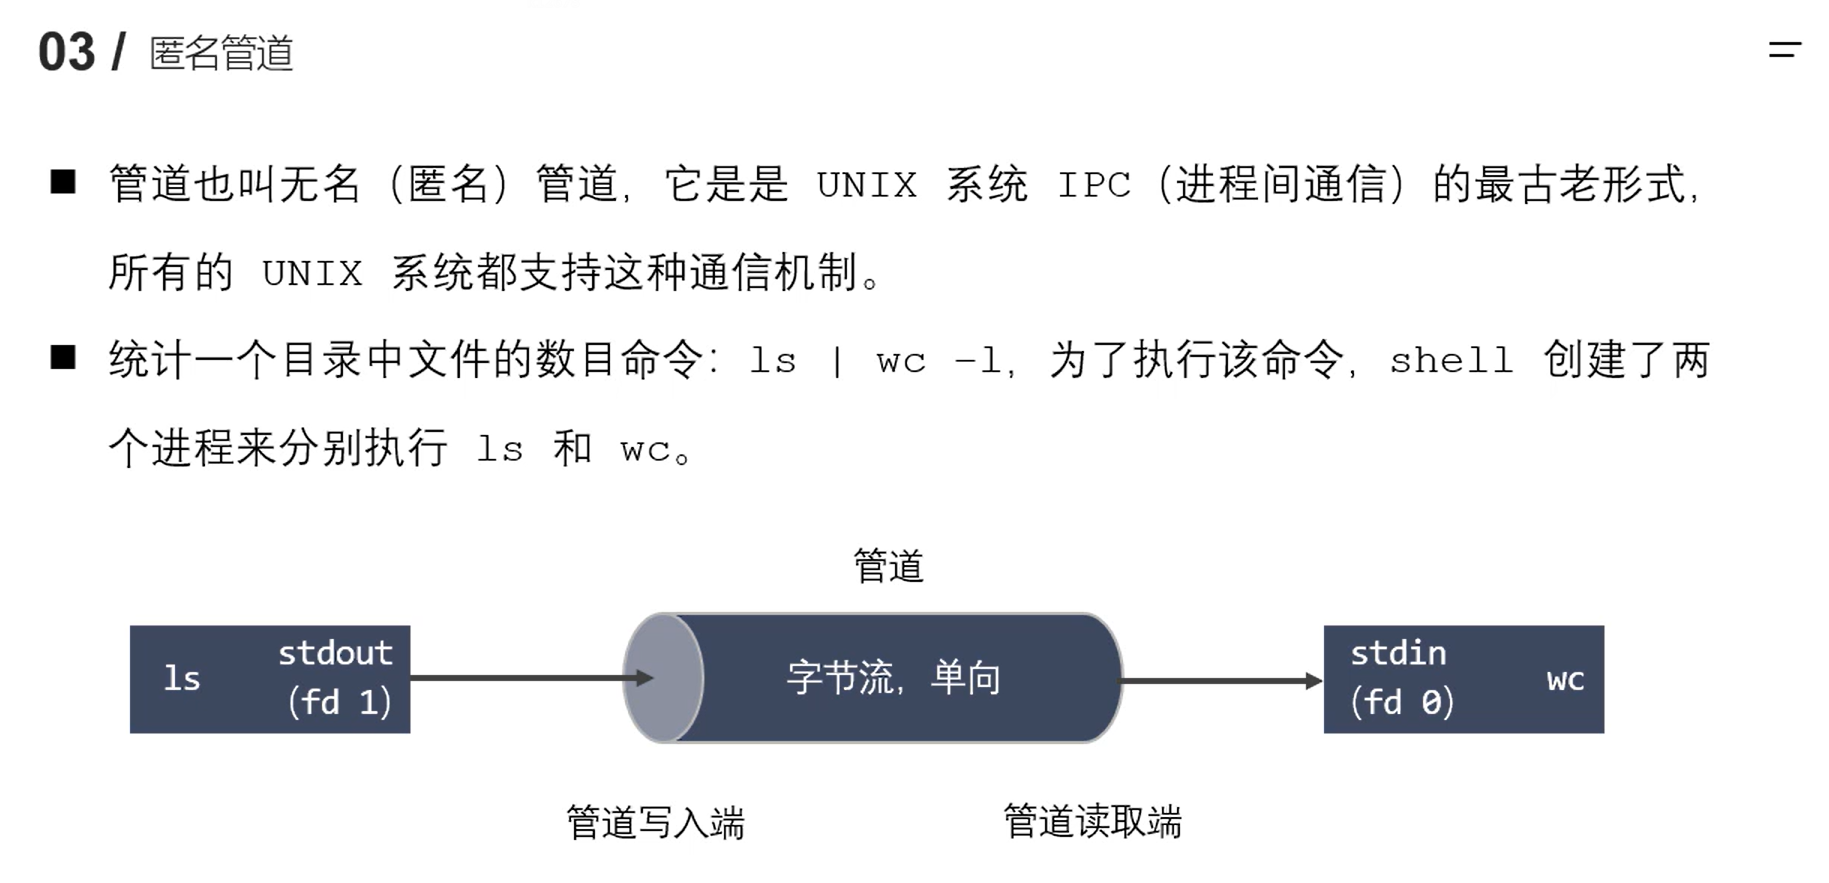 03 / 匿名管道
■ 管道也叫无名（匿名）管道，它是是 UNIX 系统 IPC（进程间通信）的最古老形式，
所有的 UNIX 系统都支持这种通信机制。
■ 统计一个目录中文件的数目命令：ls | wc –l，为了执行该命令，shell 创建了两
个进程来分别执行 ls 和 wc。
管道
ls
stdout
(fd 1)
字节流，单向
stdin
(fd 0)
wc
管道写入端
管道读取端